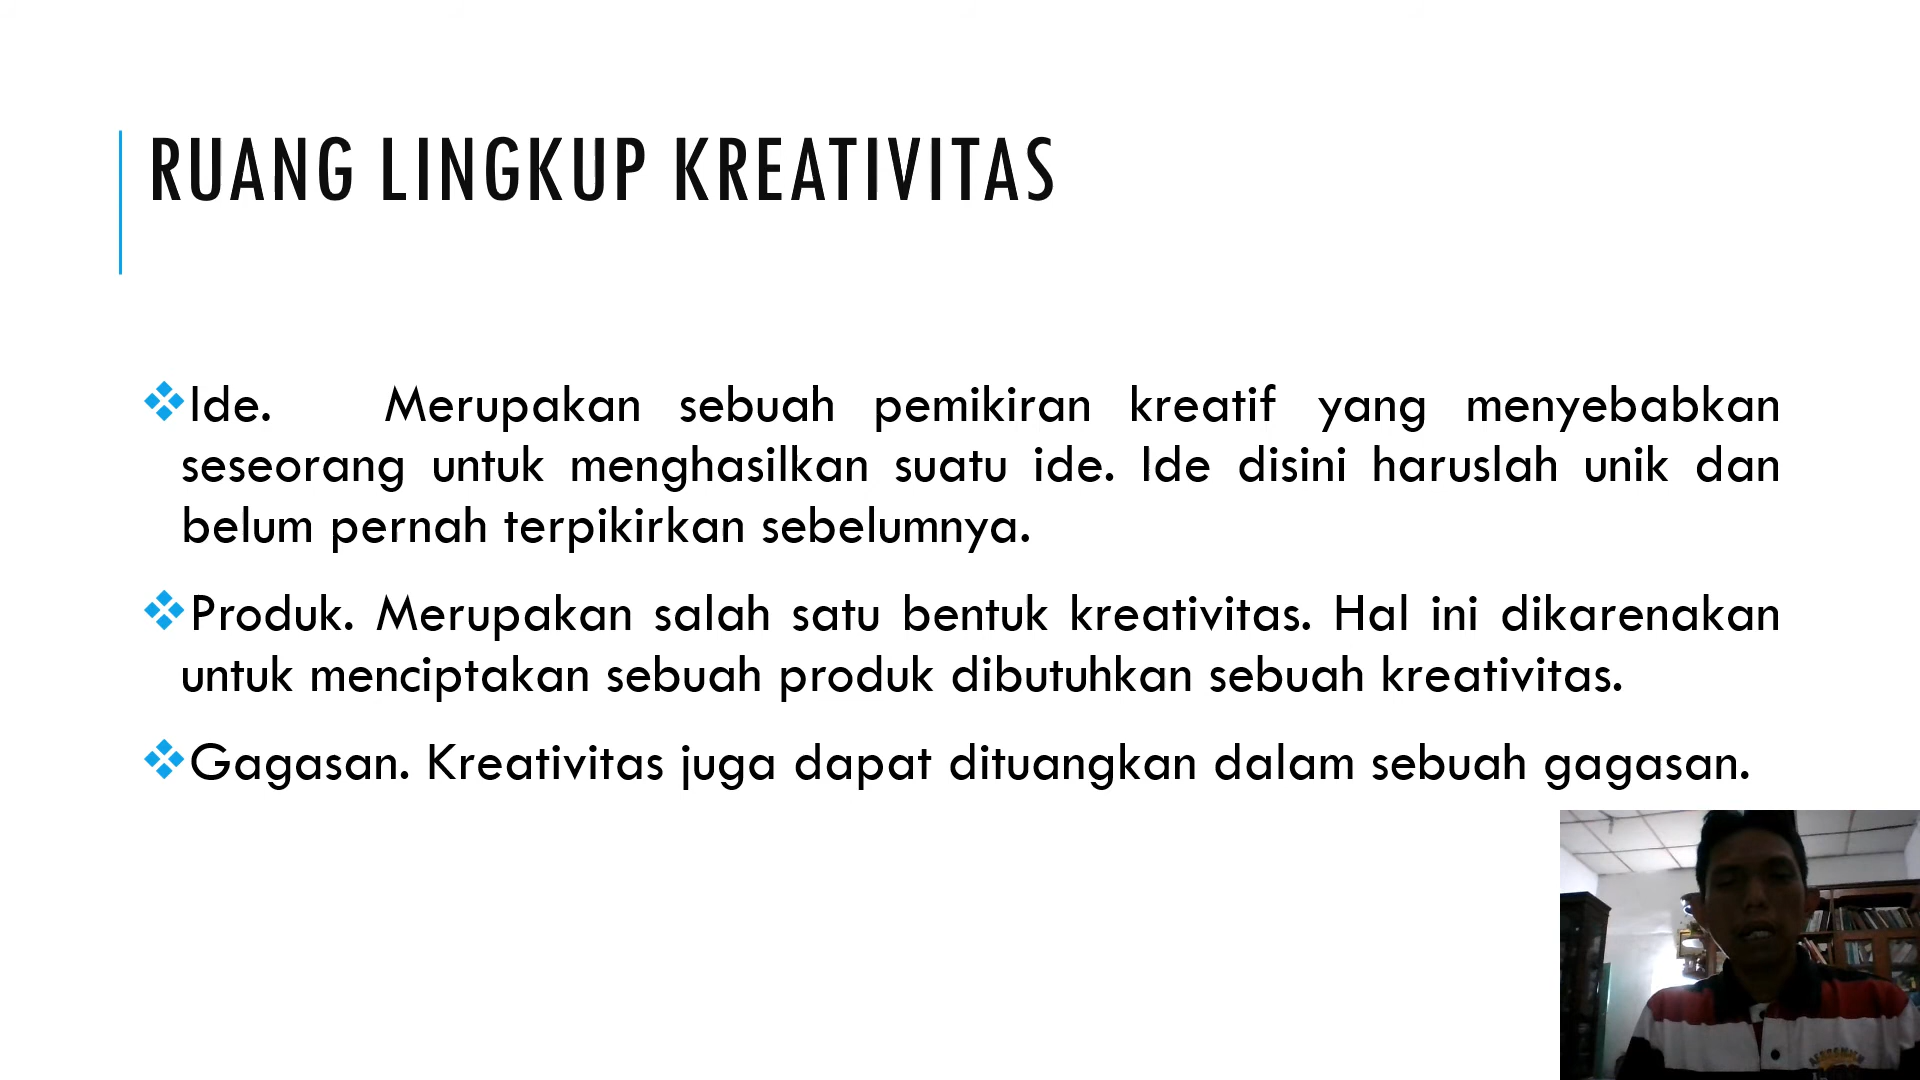 RUANG LINGKUP KREATIVITAS
❖Ide. Merupakan sebuah pemikiran kreatif yang menyebabkan
seseorang untuk menghasilkan suatu ide. Ide disini haruslah unik dan
belum pernah terpikirkan sebelumnya.
❖Produk. Merupakan salah satu bentuk kreativitas. Hal ini dikarenakan
untuk menciptakan sebuah produk dibutuhkan sebuah kreativitas.
❖Gagasan. Kreativitas juga dapat dituangkan dalam sebuah gagasan.